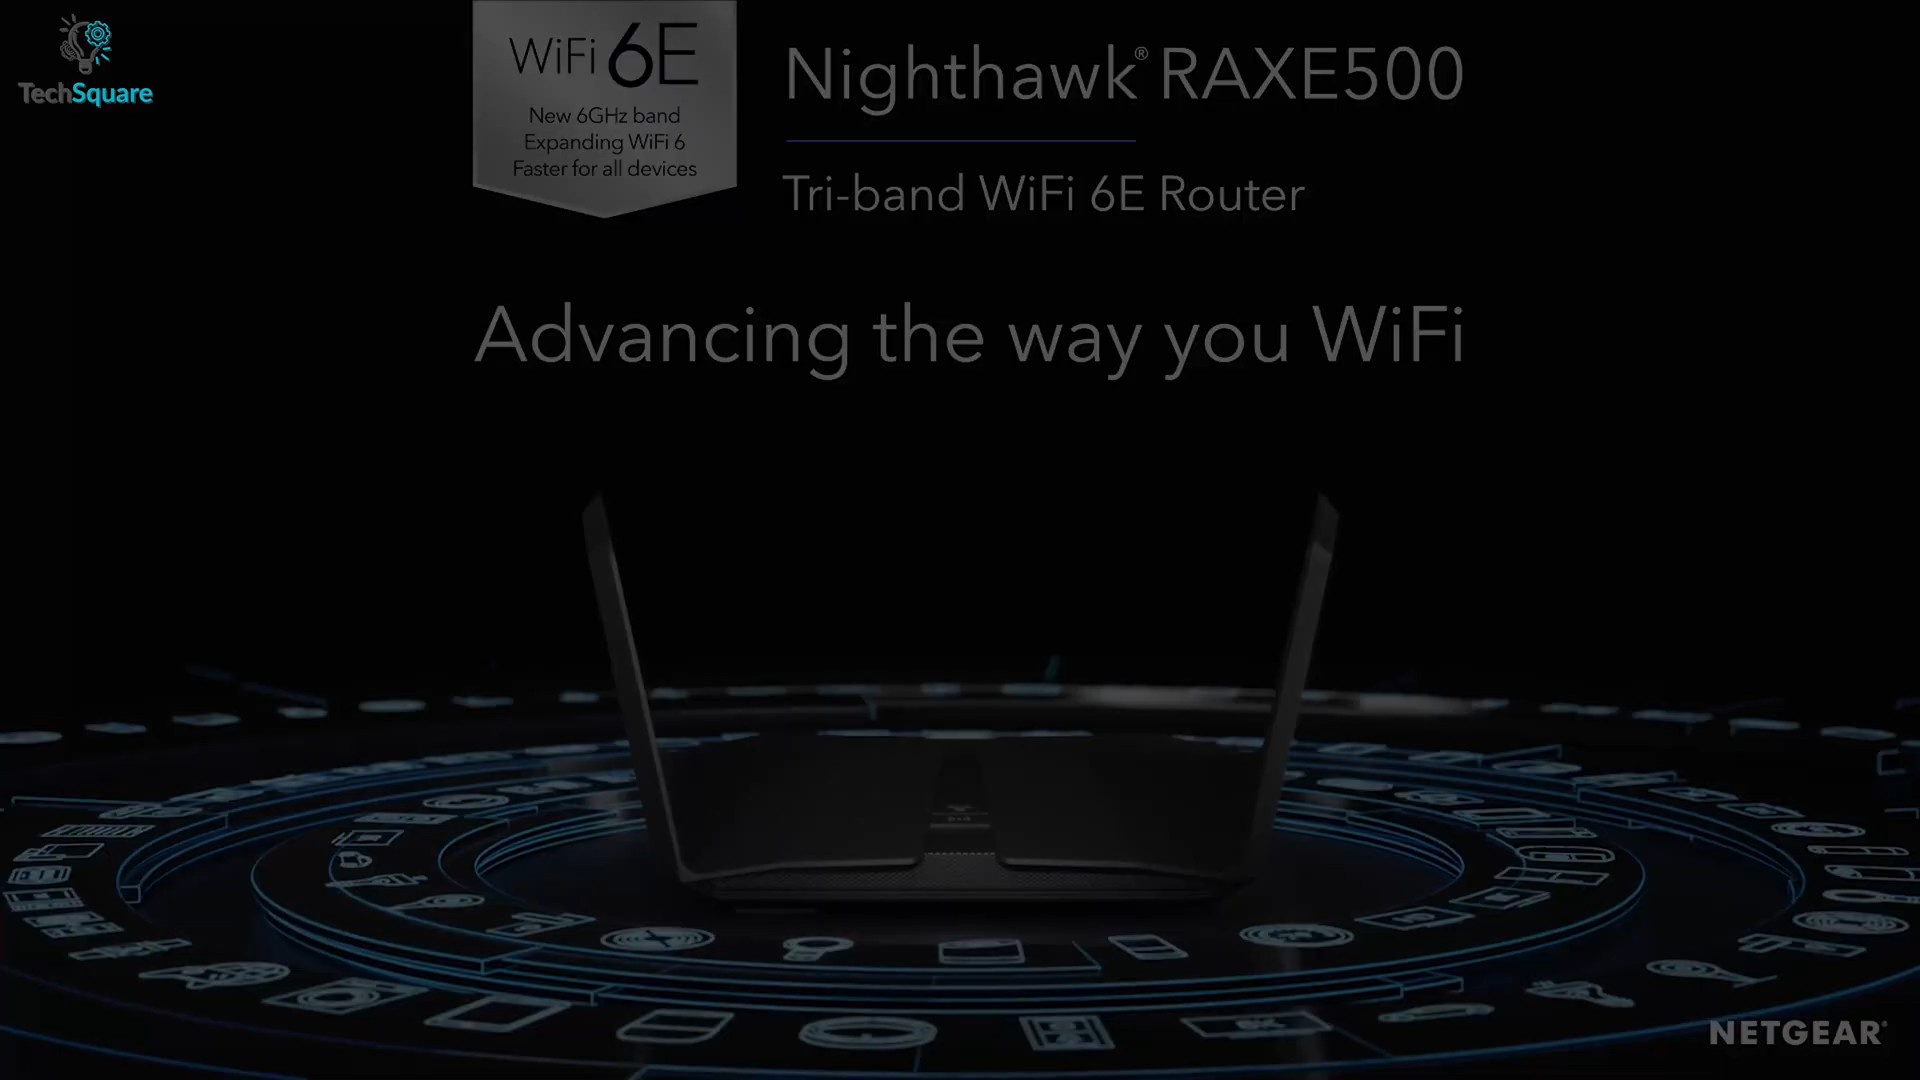 TechSquare
WiFi 6E
New 6GHz band
Expanding WiFi 6
Faster for all devices
Nighthawk® RAXE500
Tri-band WiFi 6E Router
Advancing the way you WiFi
NETGEAR®